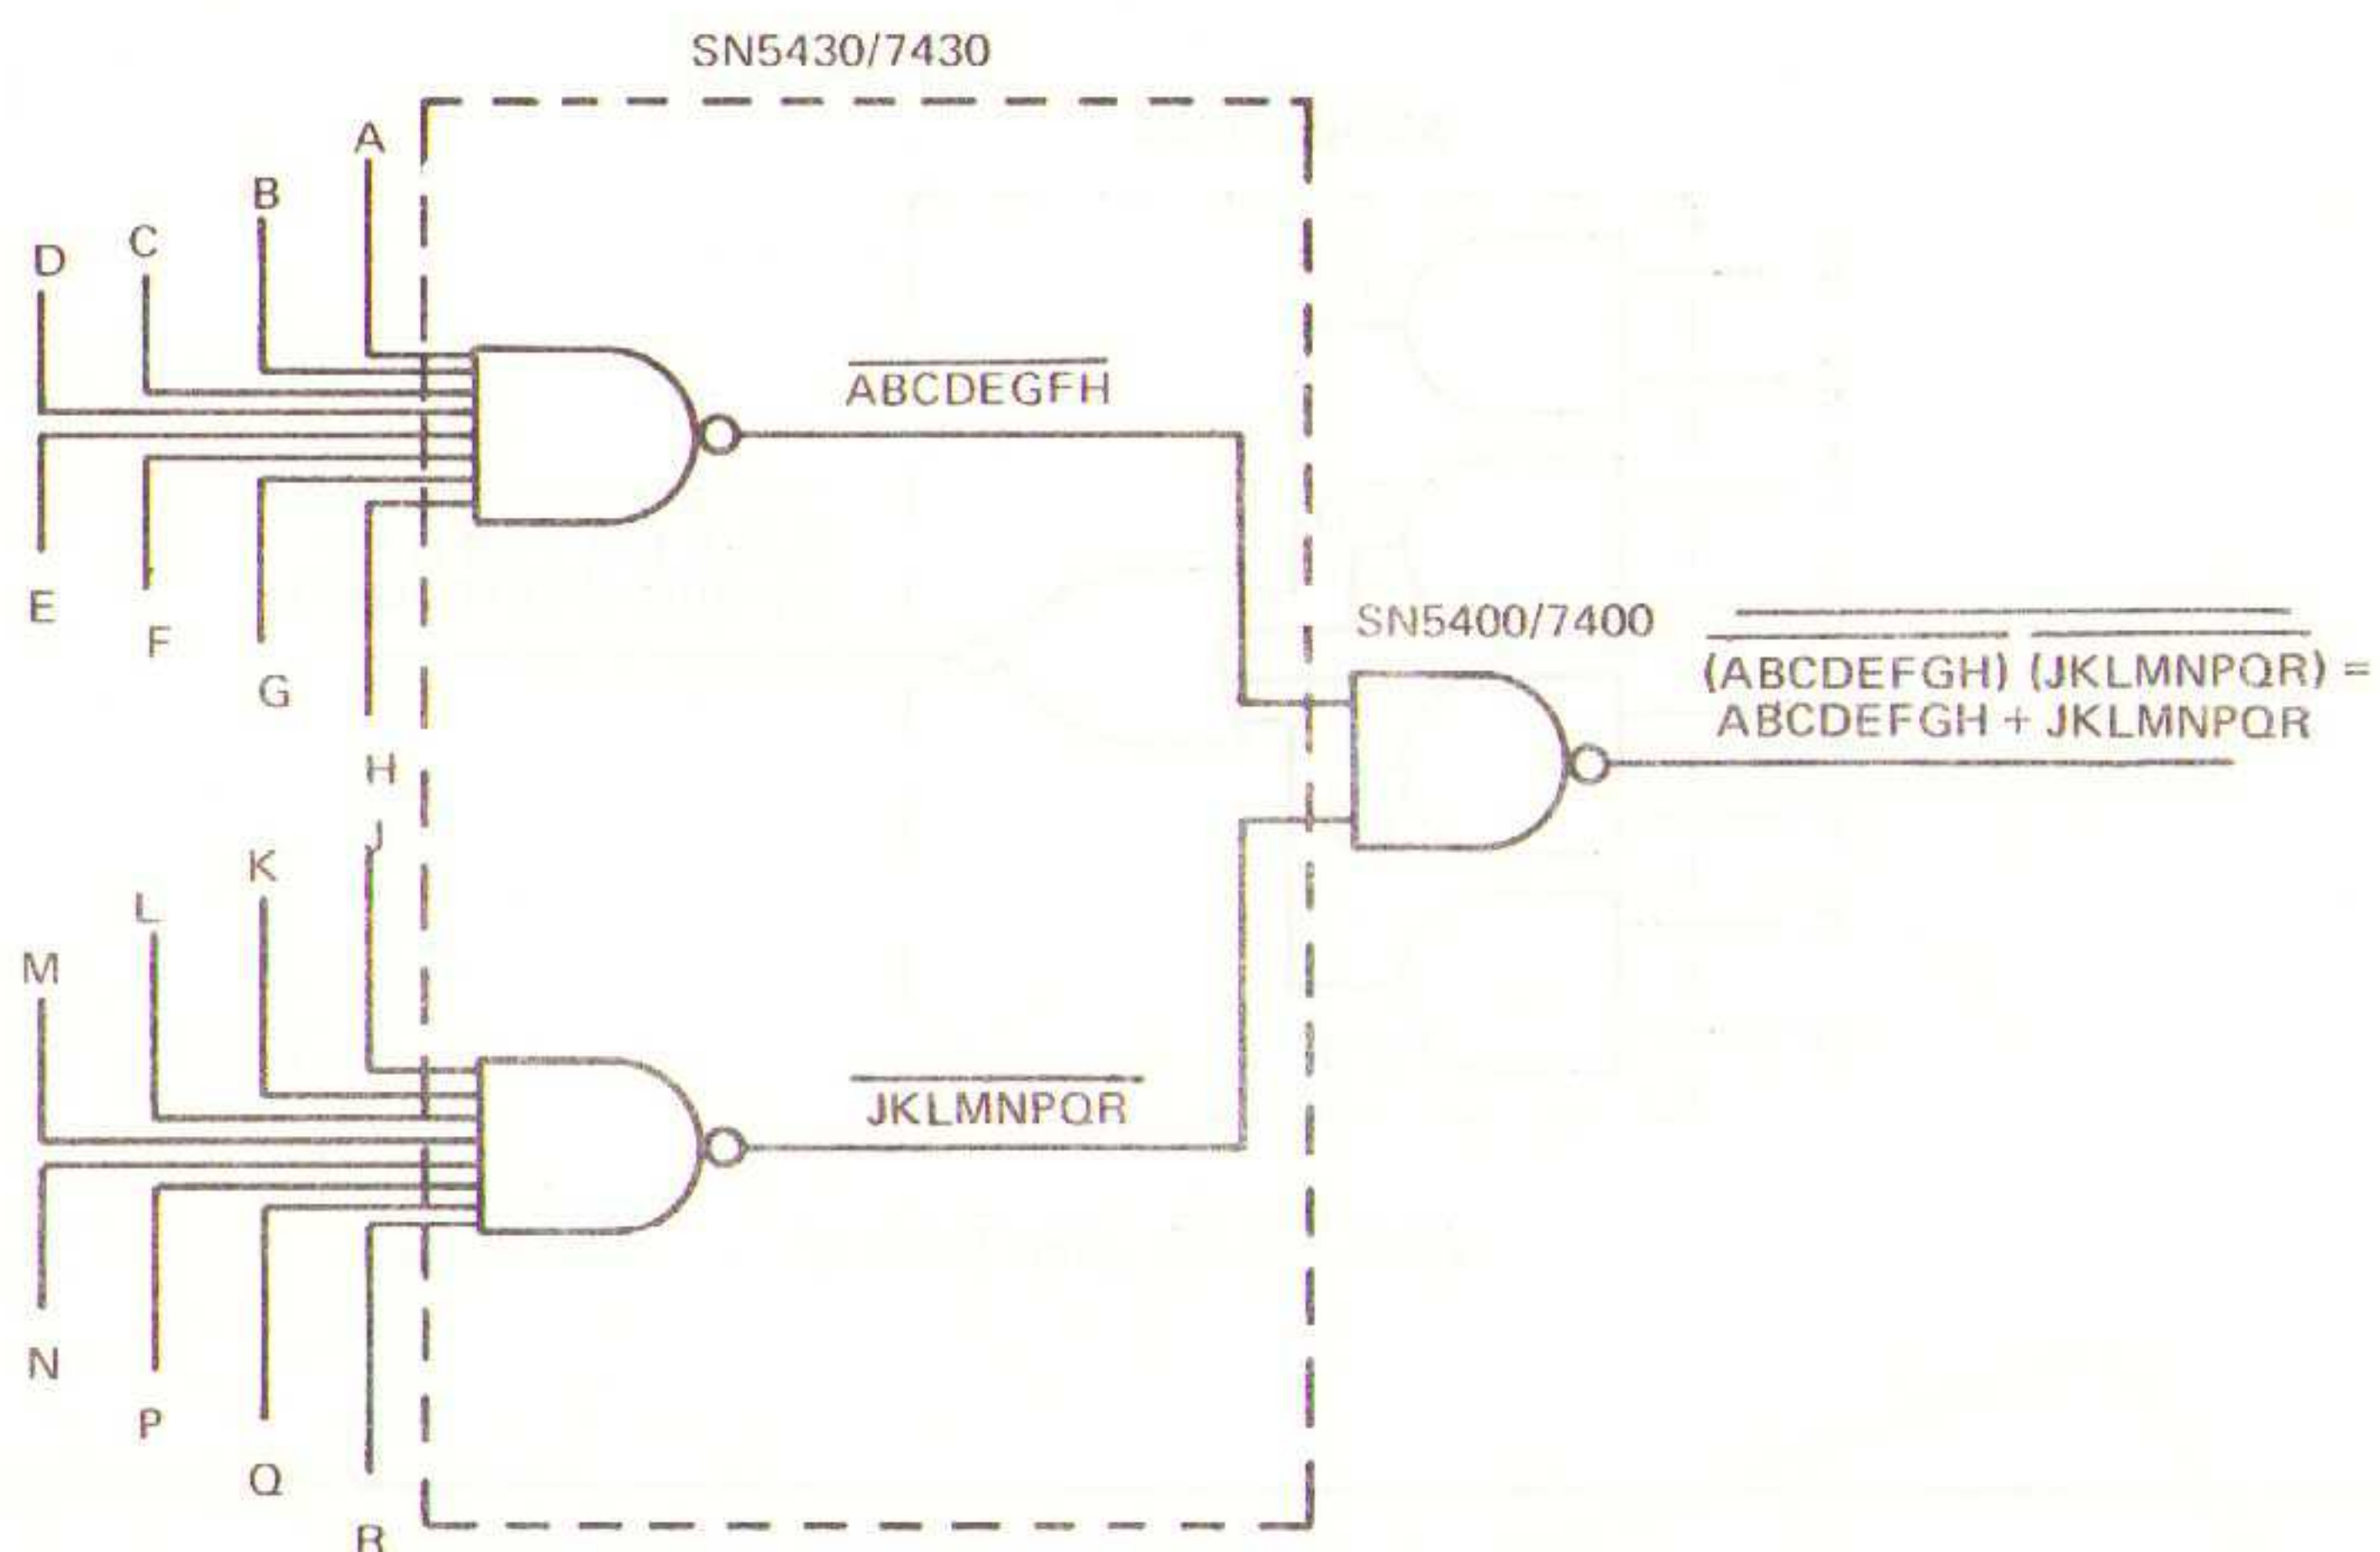 SN5430/7430
A
B
C
D
ABCDEGFH
E
F
G
H
SN5400/7400
(ABCDEFGH) (JKLMNPQR) =
ABCDEFGH + JKLMNPQR
J
K
L
M
JKLMNPQR
N
P
Q
R